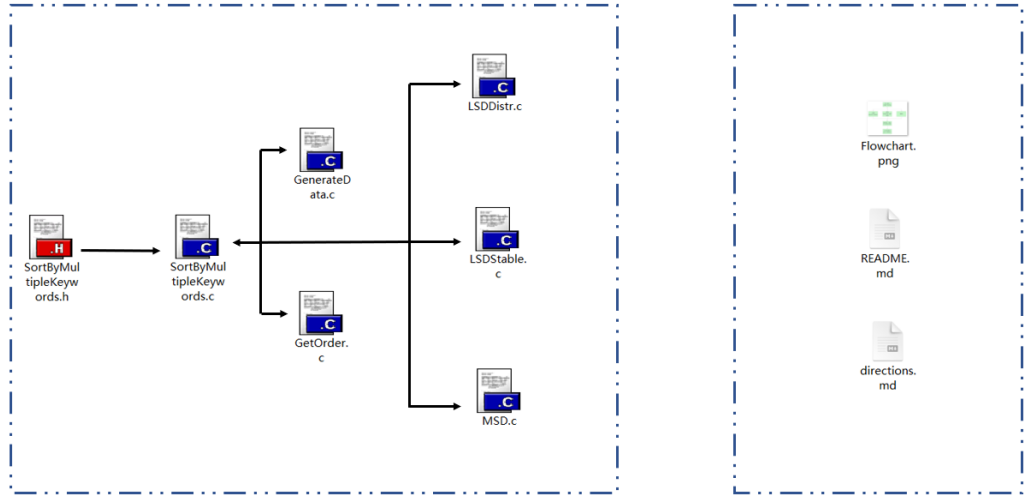 .C
LSDDistr.c
.C
GenerateD
ata.c
Flowchart.
png
.H
SortByMul
tipleKeyw
ords.h
.C
SortByMul
tipleKeyw
ords.c
.C
LSDStable.
c
README.
md
.C
GetOrder.
c
directions.
md
.C
MSD.c